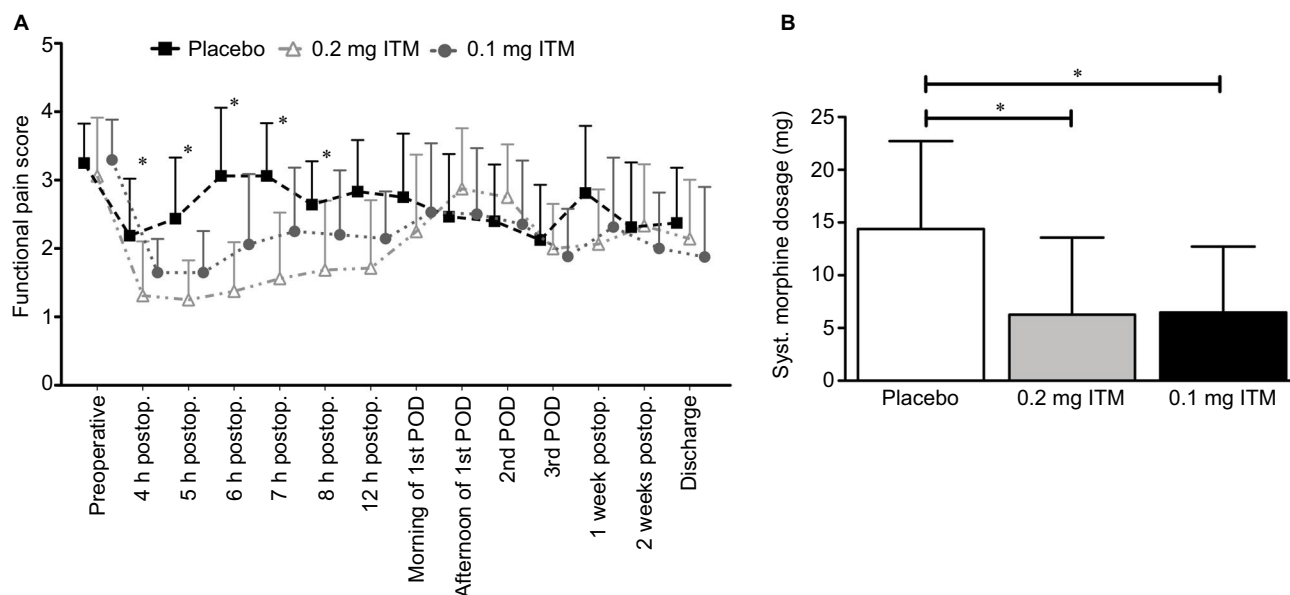 A
Functional pain score
5
4
3
2
1
0
Placebo 0.2 mg ITM 0.1 mg ITM
* * * * *
Preoperative
4 h postop.
5 h postop.
6 h postop.
7 h postop.
8 h postop.
12 h postop.
Morning of 1st POD
Afternoon of 1st POD
2nd POD
3rd POD
1 week postop.
2 weeks postop.
Discharge
B
Syst. morphine dosage (mg)
25
20
15
10
5
0
*
*
Placebo 0.2 mg ITM 0.1 mg ITM